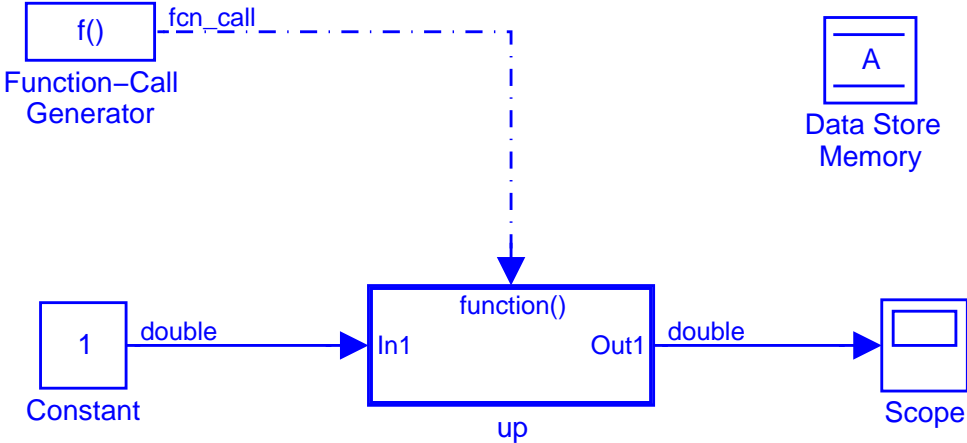 f()
fcn_call
Function−Call
Generator
A
Data Store
Memory
function()
1
double
In1
Out1
double
Constant
up
Scope